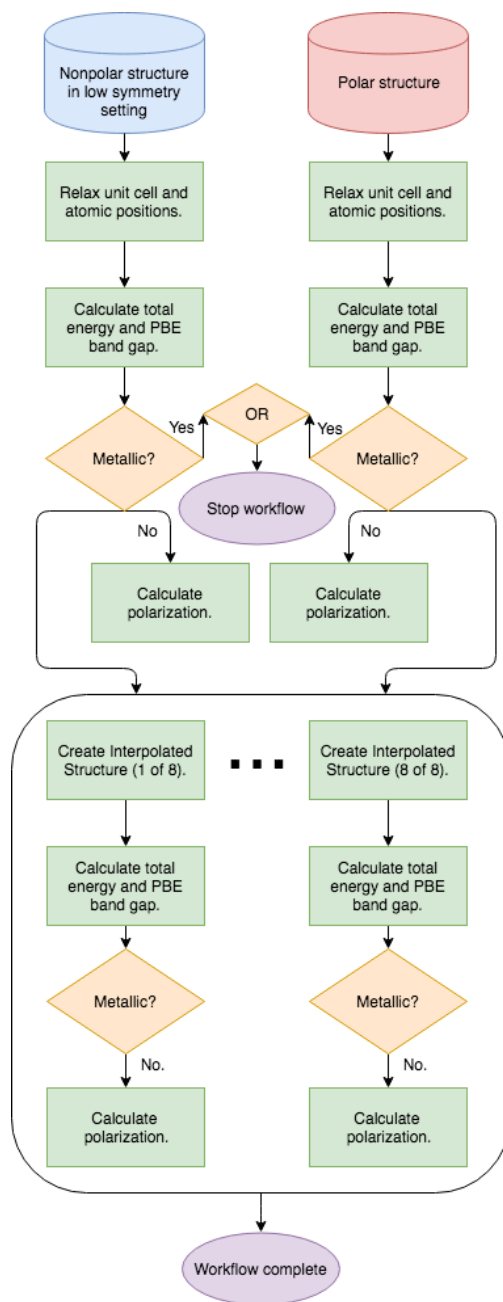 Nonpolar structure
in low symmetry
setting
Polar structure
Relax unit cell and
atomic positions.
Relax unit cell and
atomic positions.
Calculate total
energy and PBE
band gap.
Calculate total
energy and PBE
band gap.
Metallic?
Yes
OR
Yes
Metallic?
Stop workflow
No
No
Calculate
polarization.
Calculate
polarization.
Create Interpolated
Structure (1 of 8).
Create Interpolated
Structure (8 of 8).
Calculate total
energy and PBE
band gap.
Calculate total
energy and PBE
band gap.
Metallic?
Metallic?
No.
No.
Calculate
polarization.
Calculate
polarization.
Workflow complete